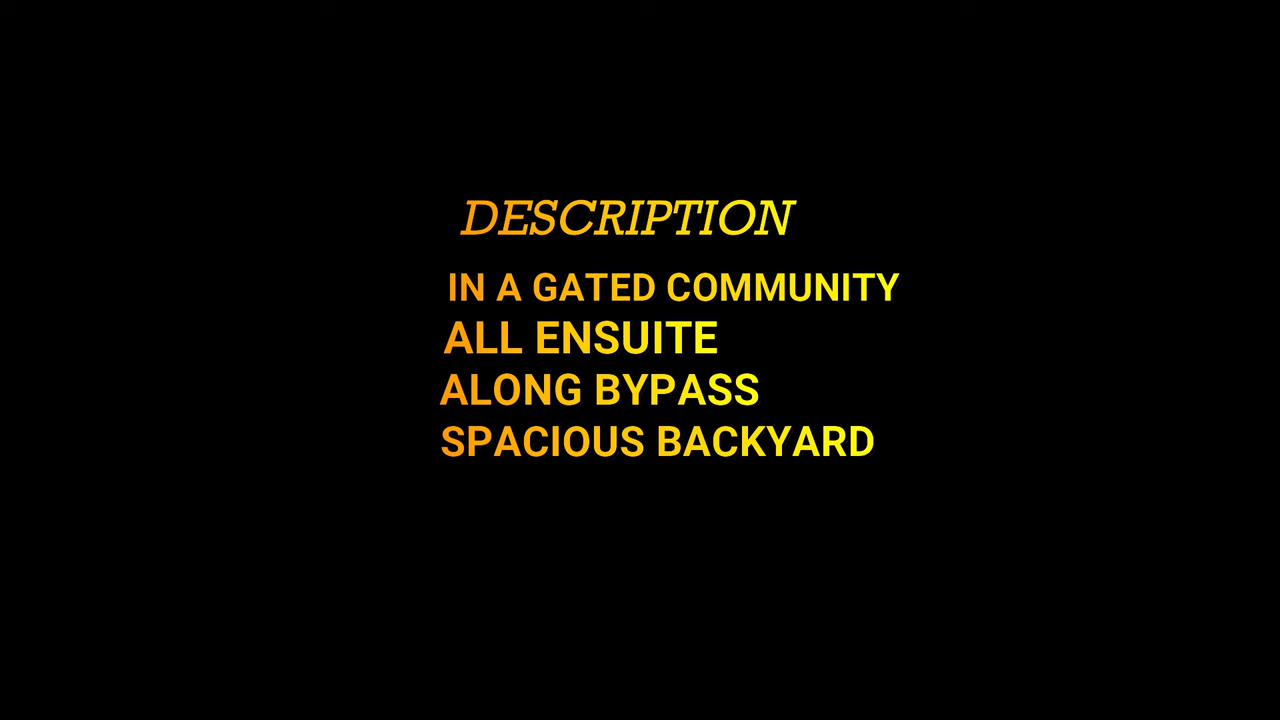 DESCRIPTION
IN A GATED COMMUNITY
ALL ENSUITE
ALONG BYPASS
SPACIOUS BACKYARD